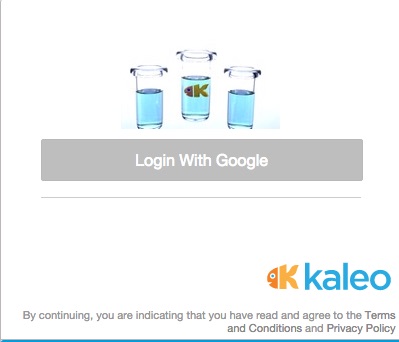 K
Login With Google
kaleo
By continuing, you are indicating that you have read and agree to the Terms
and Conditions and Privacy Policy